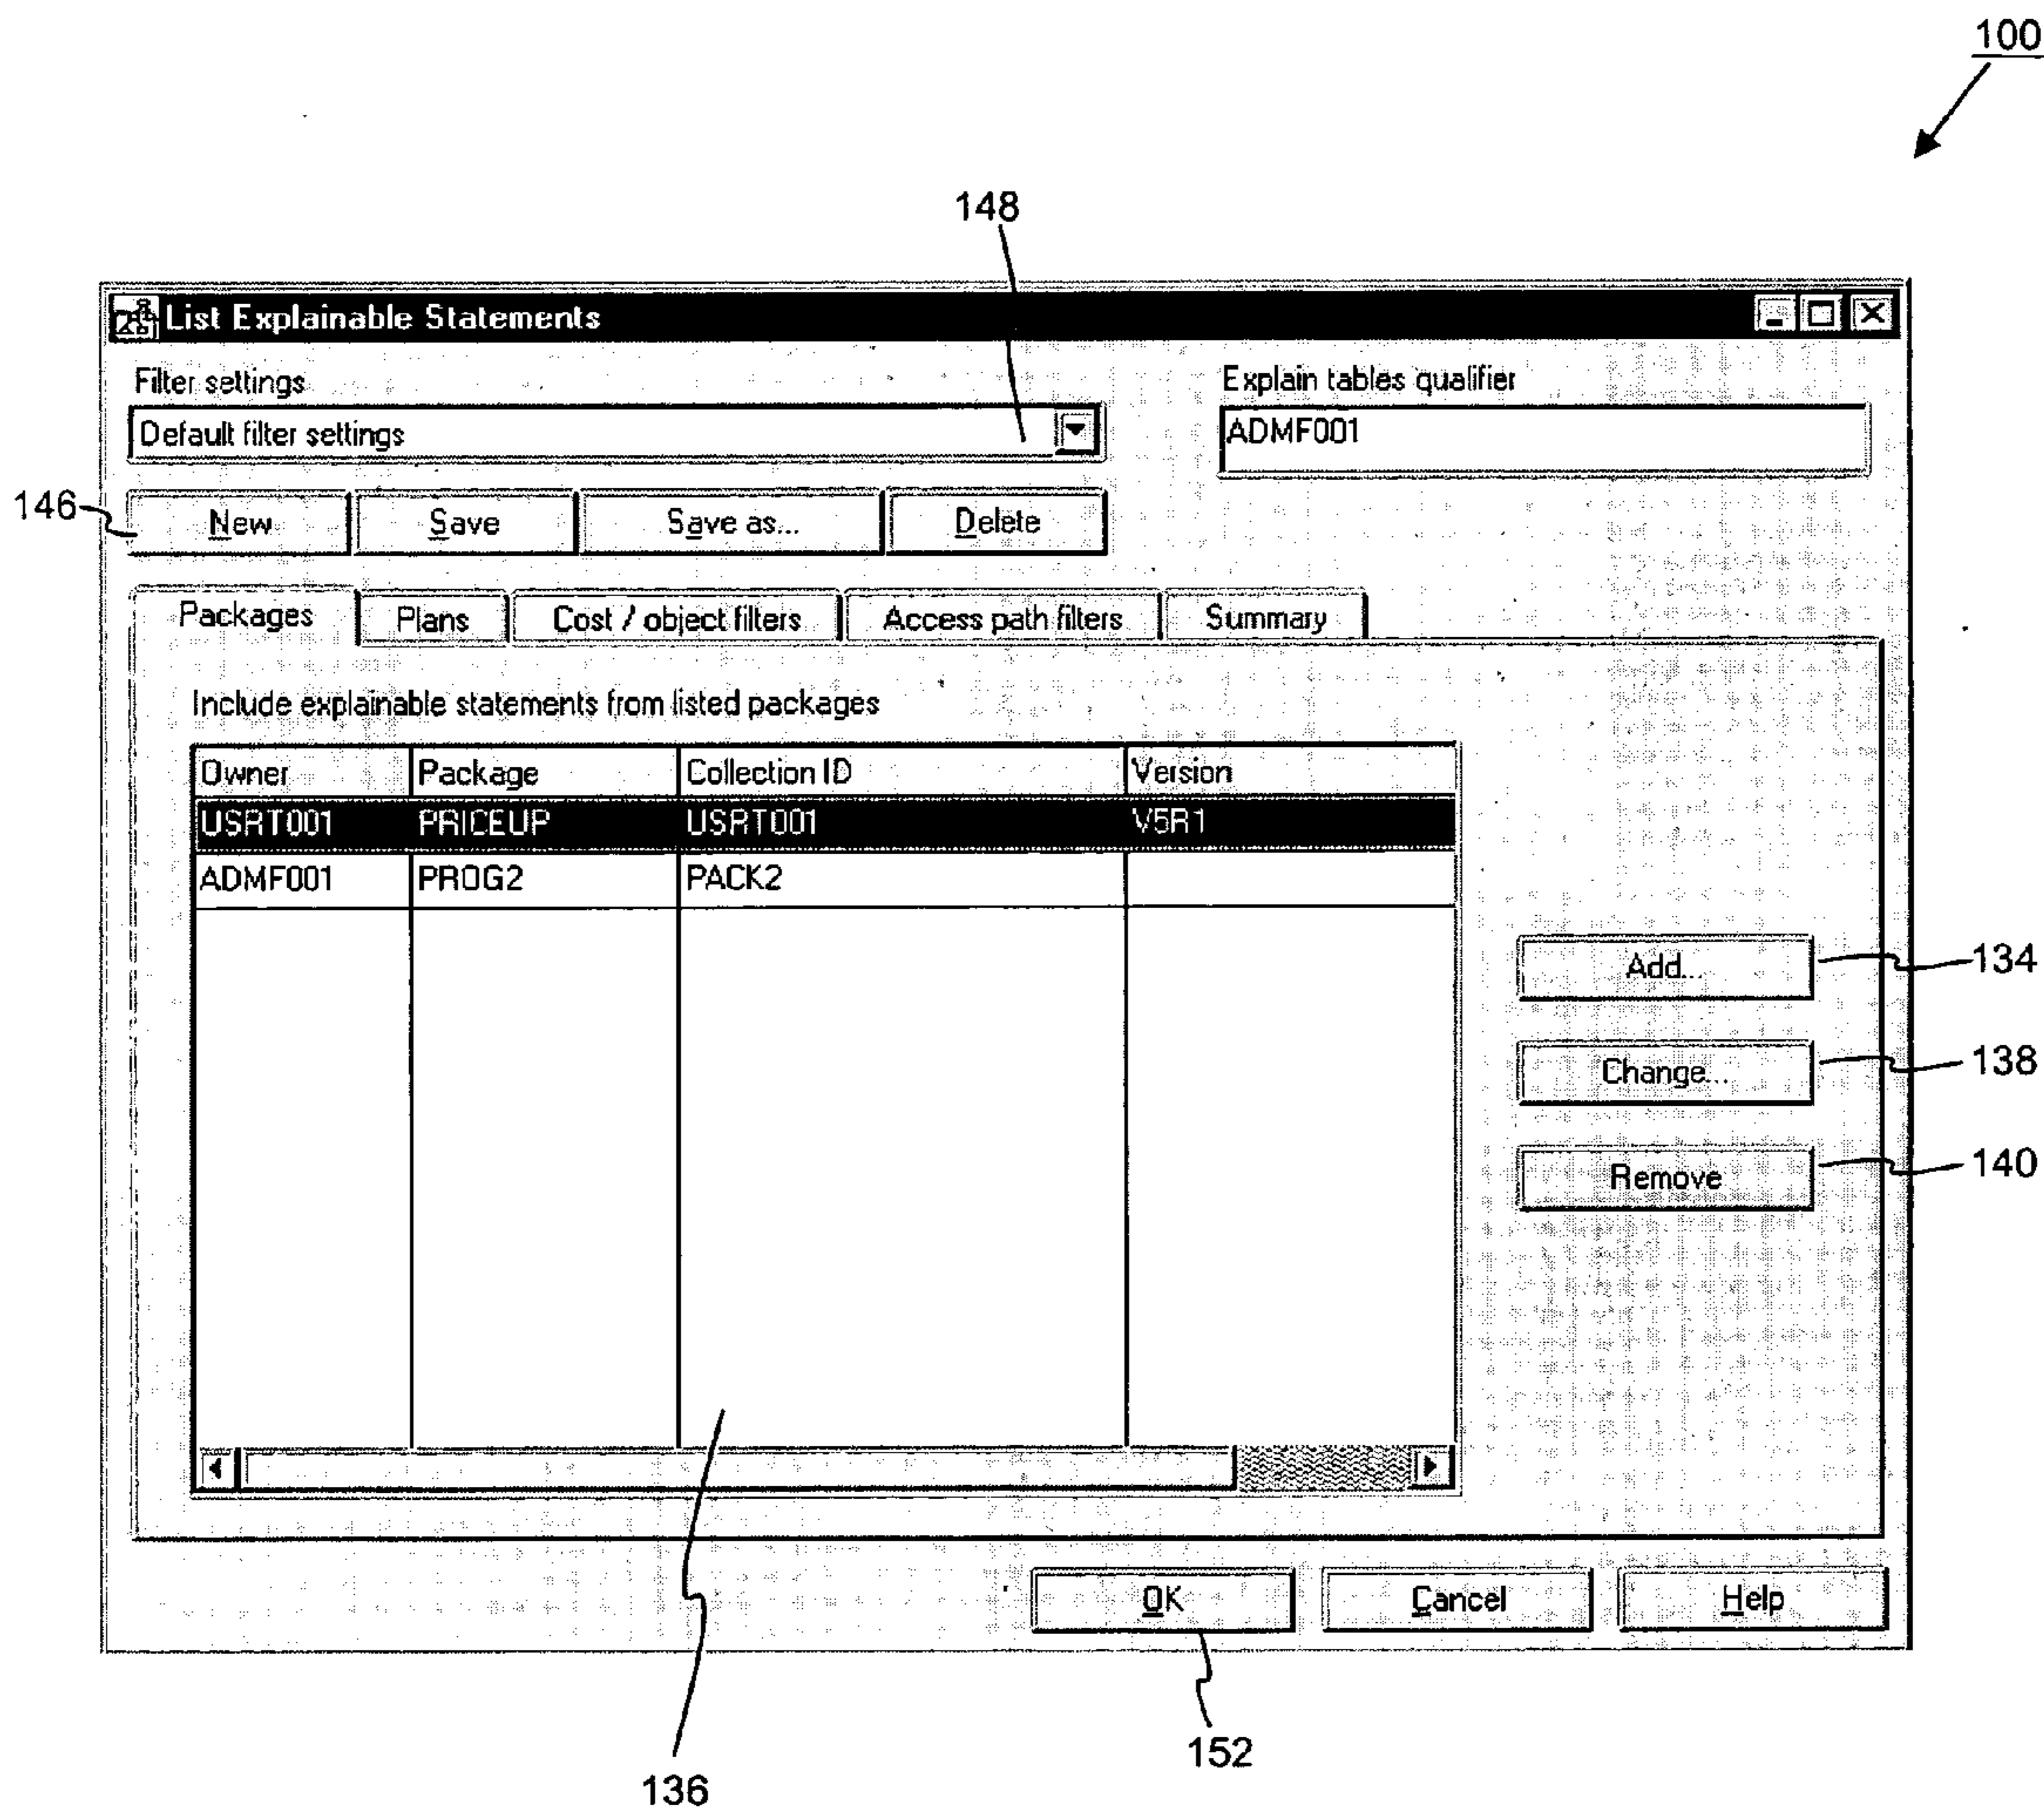 100
148
List Explainable Statements
Filter settings
Explain tables qualifier
Default filter settings
ADMF001
146
New Save Save as... Delete
Packages Plans Cost / object filters Access path filters Summary
Include explainable statements from listed packages
Owner Package Collection ID Version
USRT001 PRICEUP USRT001 V5R1
ADMF001 PROG2 PACK2
Add... 134
Change... 138
Remove 140
OK Cancel Help
152
136